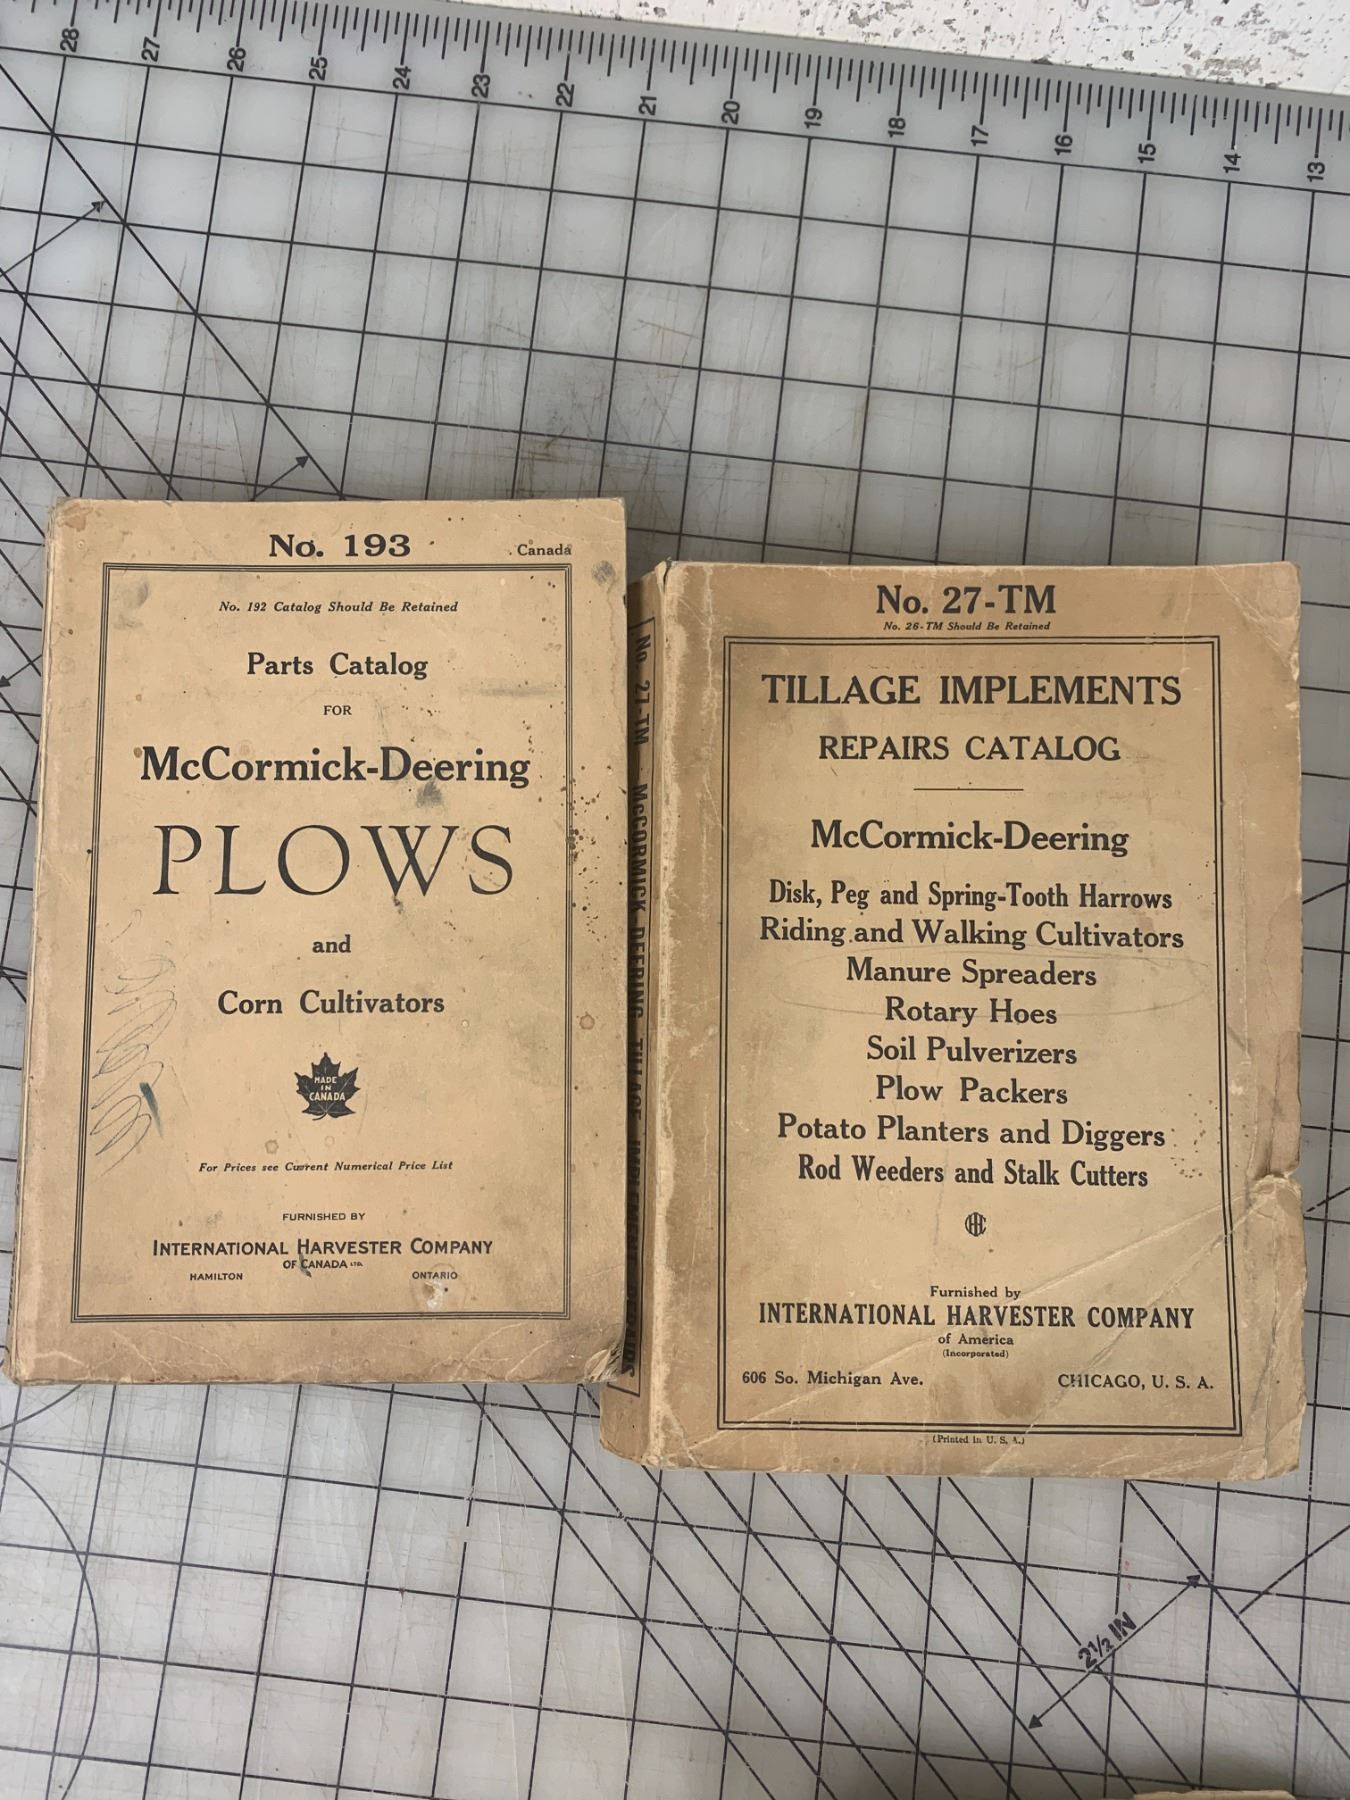 28 27 26 25 24 23 22 21 20 19 18 17 16 15 14 13
No. 193
Canada
No. 192 Catalog Should Be Retained
Parts Catalog
FOR
McCormick-Deering
PLOWS
and
Corn Cultivators
MADE
IN
CANADA
For Prices see Current Numerical Price List
FURNISHED BY
INTERNATIONAL HARVESTER COMPANY
OF CANADA LTD.
HAMILTON ONTARIO
No. 27-TM McCORMICK-DEERING TILLAGE IMPLEMENTS REPAIRS
No. 27-TM
No. 26-TM Should Be Retained
TILLAGE IMPLEMENTS
REPAIRS CATALOG
McCormick-Deering
Disk, Peg and Spring-Tooth Harrows
Riding and Walking Cultivators
Manure Spreaders
Rotary Hoes
Soil Pulverizers
Plow Packers
Potato Planters and Diggers
Rod Weeders and Stalk Cutters
IHC
Furnished by
INTERNATIONAL HARVESTER COMPANY
of America
(Incorporated)
606 So. Michigan Ave. CHICAGO, U. S. A.
(Printed in U. S. A.)
2½ IN